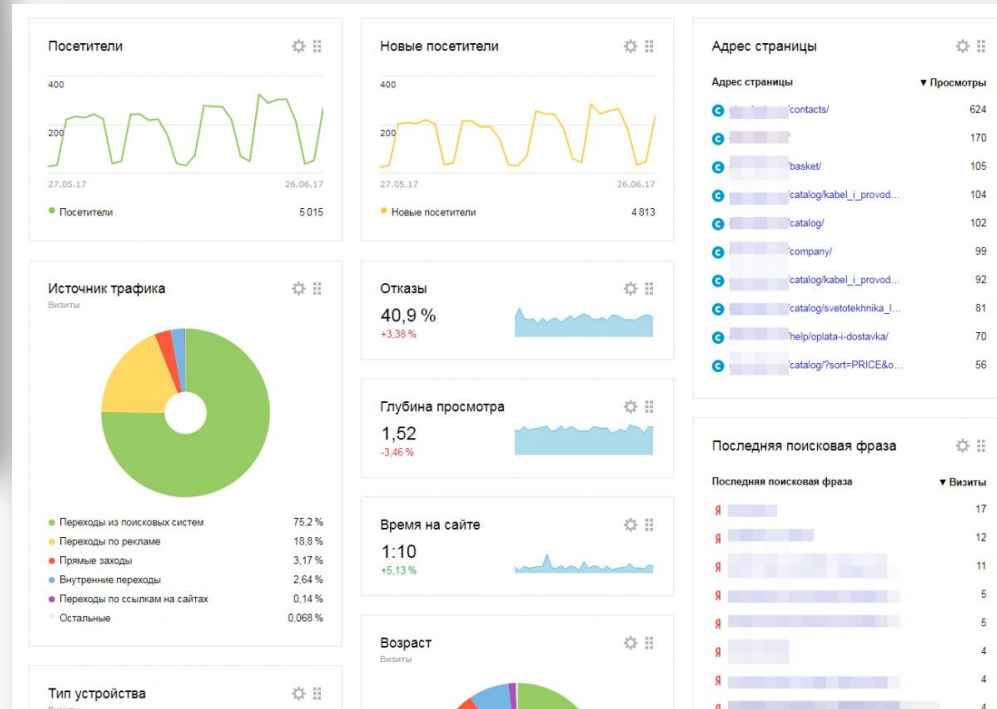 Посетители
400
200
27.05.17 26.06.17
Посетители 5 015
Новые посетители
400
200
27.05.17 26.06.17
Новые посетители 4 813
Адрес страницы
Адрес страницы ▼ Просмотры
/contacts/ 624
/ 170
/basket/ 105
/catalog/kabel_i_provod... 104
/catalog/ 102
/company/ 99
/catalog/kabel_i_provod... 92
/catalog/svetotekhnika_l... 81
/help/oplata-i-dostavka/ 70
/catalog/?sort=PRICE&o... 56
Источник трафика
Визиты
Переходы из поисковых систем 75,2 %
Переходы по рекламе 18,8 %
Прямые заходы 3,17 %
Внутренние переходы 2,64 %
Переходы по ссылкам на сайтах 0,14 %
Остальные 0,068 %
Отказы
40,9 %
+3,38 %
Глубина просмотра
1,52
-3,46 %
Время на сайте
1:10
+5,13 %
Возраст
Визиты
Последняя поисковая фраза
Последняя поисковая фраза ▼ Визиты
Я 17
Я 12
Я 11
Я 5
Я 5
Я 4
Я 4
Я 4
Тип устройства
Визиты